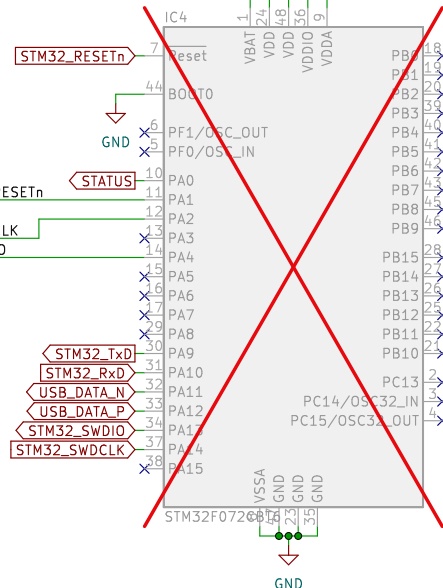 IC4
1
24
48
36
9
VBAT
VDD
VDD
VDDIO
VDDA
STM32_RESETn
7
Reset
PB0
18
PB1
19
44
BOOT0
PB2
20
PB3
39
GND
6
PF1/OSC_OUT
PB4
40
5
PF0/OSC_IN
PB5
41
PB6
42
STATUS
10
PA0
PB7
43
ESETn
11
PA1
PB8
45
LK
12
PA2
PB9
46
13
PA3
14
PA4
PB15
28
15
PA5
PB14
27
16
PA6
PB13
26
17
PA7
PB12
25
29
PA8
PB11
22
STM32_TxD
30
PA9
PB10
21
STM32_RxD
31
PA10
PC13
2
USB_DATA_N
32
PA11
PC14/OSC32_IN
3
USB_DATA_P
33
PA12
PC15/OSC32_OUT
4
STM32_SWDIO
34
PA13
STM32_SWDCLK
37
PA14
38
PA15
VSSA
GND
GND
GND
STM32F072CBT6
8
47
23
35
GND